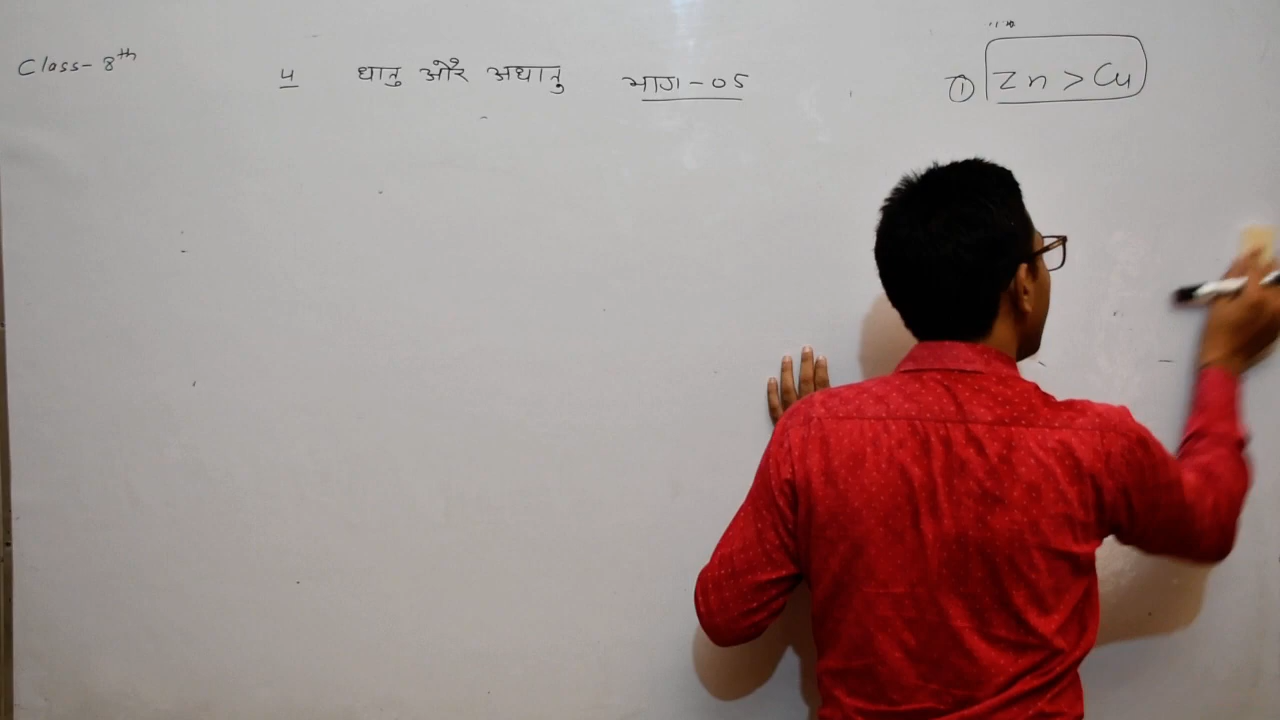 Class- 8th
4 धातु और अधातु भाग-05
① Zn > Cu